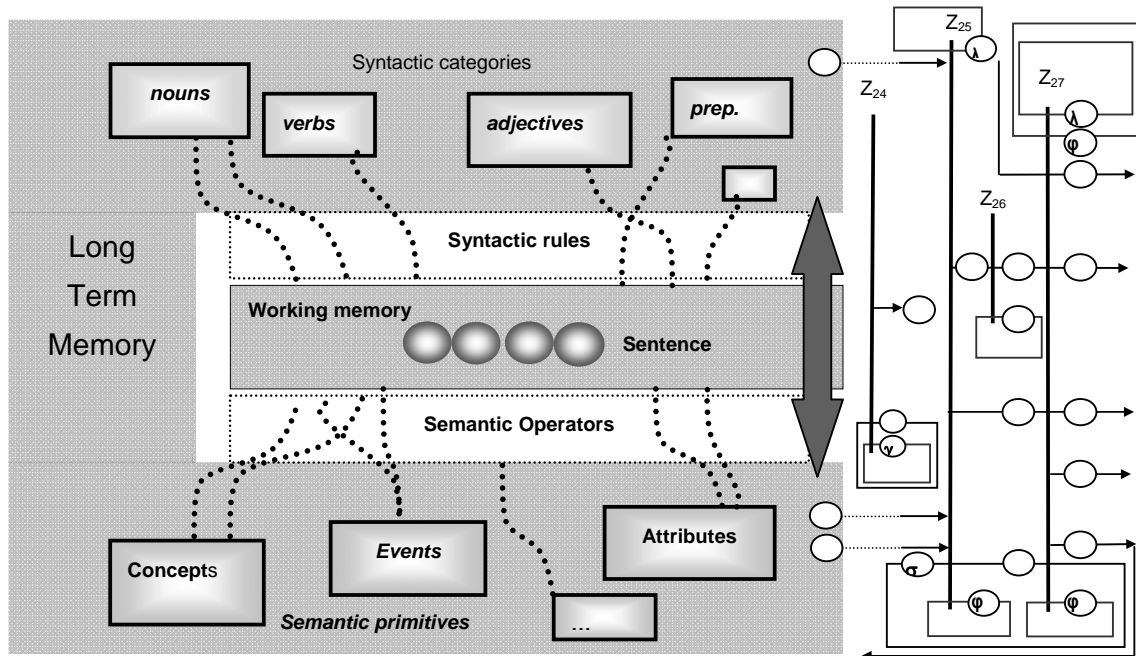 Syntactic categories
nouns
verbs
adjectives
prep.
Long
Term
Memory
Syntactic rules
Working memory
Sentence
Semantic Operators
Concepts
Events
Attributes
...
Semantic primitives
Z25
λ
Z24
Z27
λ
φ
Z26
γ
σ
φ
φ